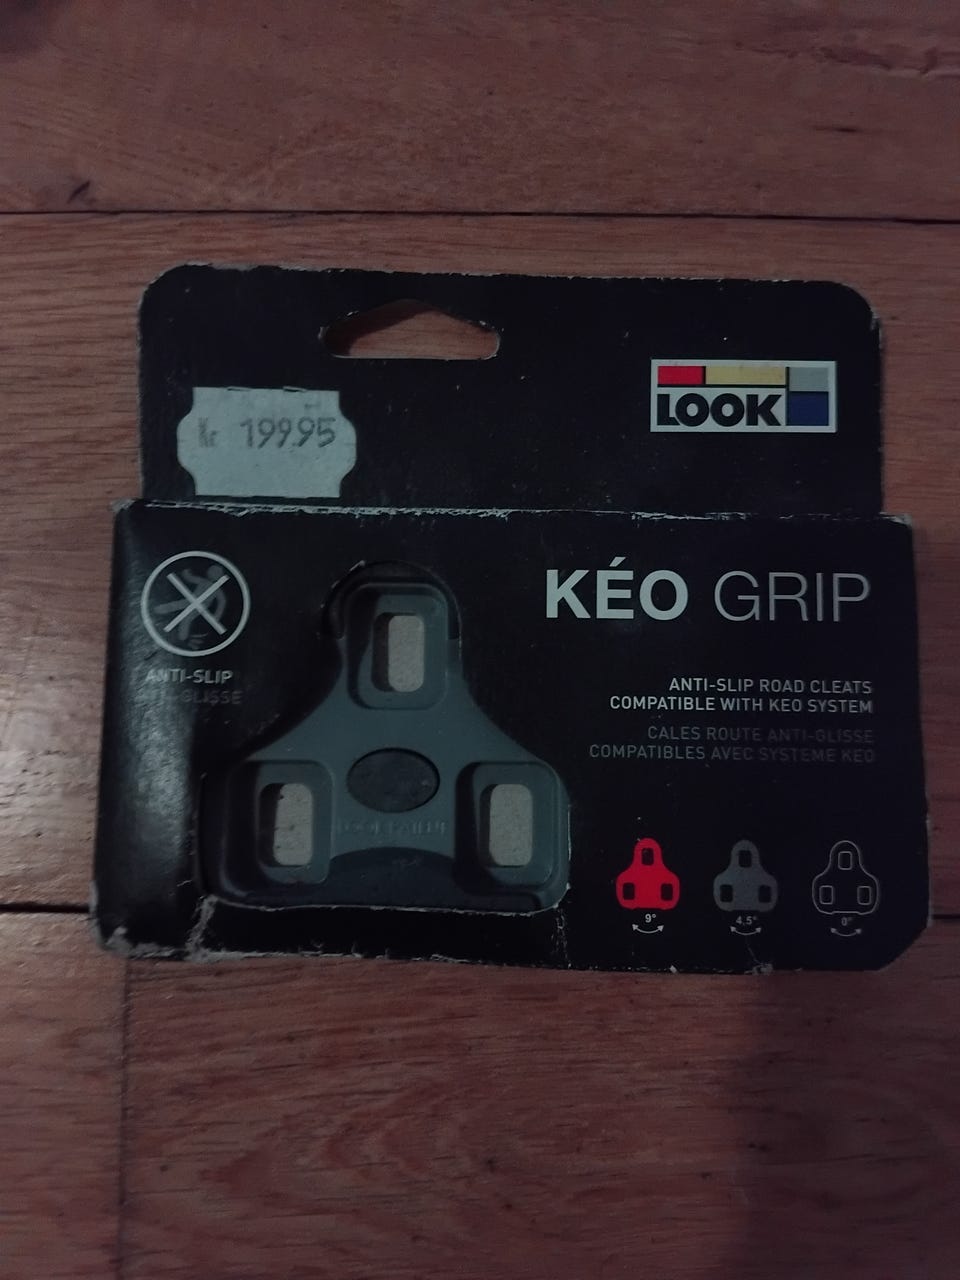 Kr 199.95
LOOK
KÉO GRIP
ANTI-SLIP
ANTI-GLISSE
ANTI-SLIP ROAD CLEATS
COMPATIBLE WITH KEO SYSTEM
CALES ROUTE ANTI-GLISSE
COMPATIBLES AVEC SYSTEME KEO
9° 4.5° 0°